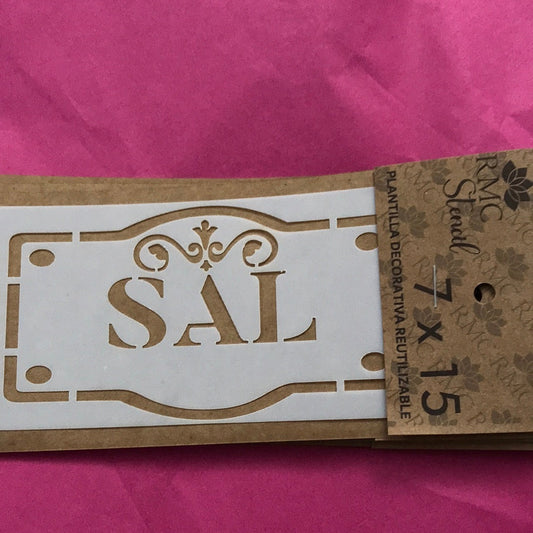 SAL
RMC
Stencil
7 x 15
PLANTILLA DECORATIVA REUTILIZABLE